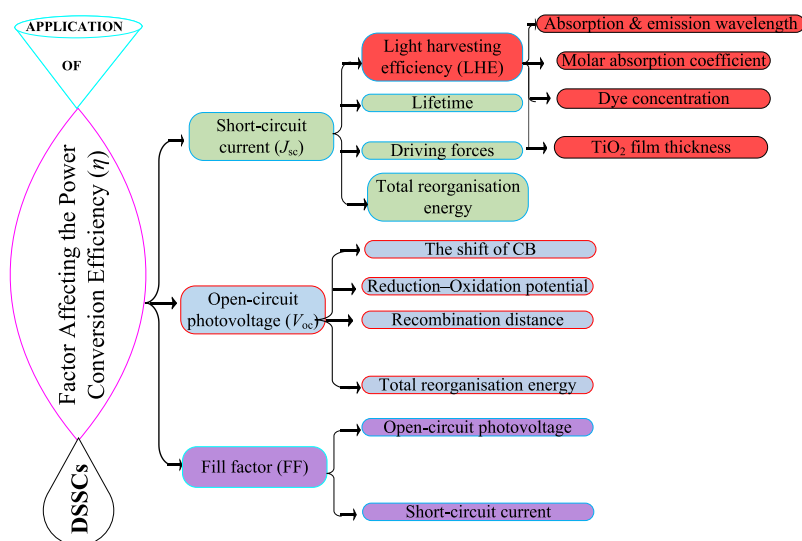 APPLICATION
OF
Factor Affecting the Power
Conversion Efficiency (η)
DSSCs
Short-circuit
current (Jsc)
Light harvesting
efficiency (LHE)
Absorption & emission wavelength
Molar absorption coefficient
Dye concentration
TiO₂ film thickness
Lifetime
Driving forces
Total reorganisation
energy
Open-circuit
photovoltage (Voc)
The shift of CB
Reduction–Oxidation potential
Recombination distance
Total reorganisation energy
Fill factor (FF)
Open-circuit photovoltage
Short-circuit current